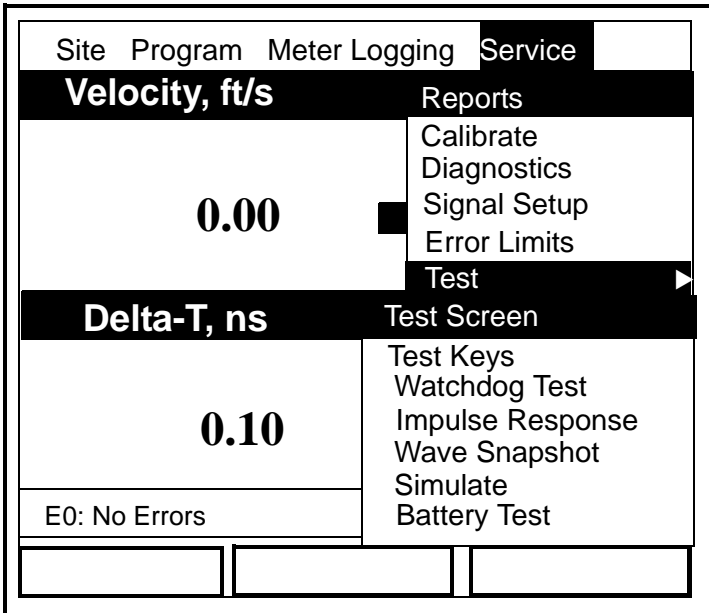 Site Program Meter Logging Service
Velocity, ft/s
Reports
Calibrate
Diagnostics
0.00
Signal Setup
Error Limits
Test
Delta-T, ns
Test Screen
Test Keys
Watchdog Test
0.10
Impulse Response
Wave Snapshot
Simulate
E0: No Errors
Battery Test